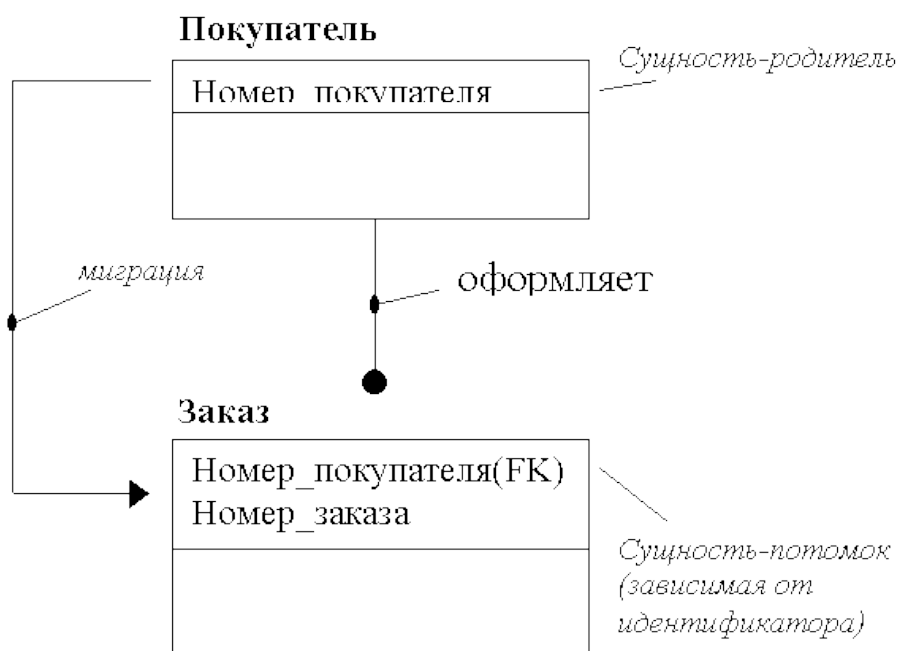 Покупатель
Сущность-родитель
Номер_покупателя
миграция
оформляет
Заказ
Номер_покупателя(FK)
Номер_заказа
Сущность-потомок
(зависимая от
идентификатора)